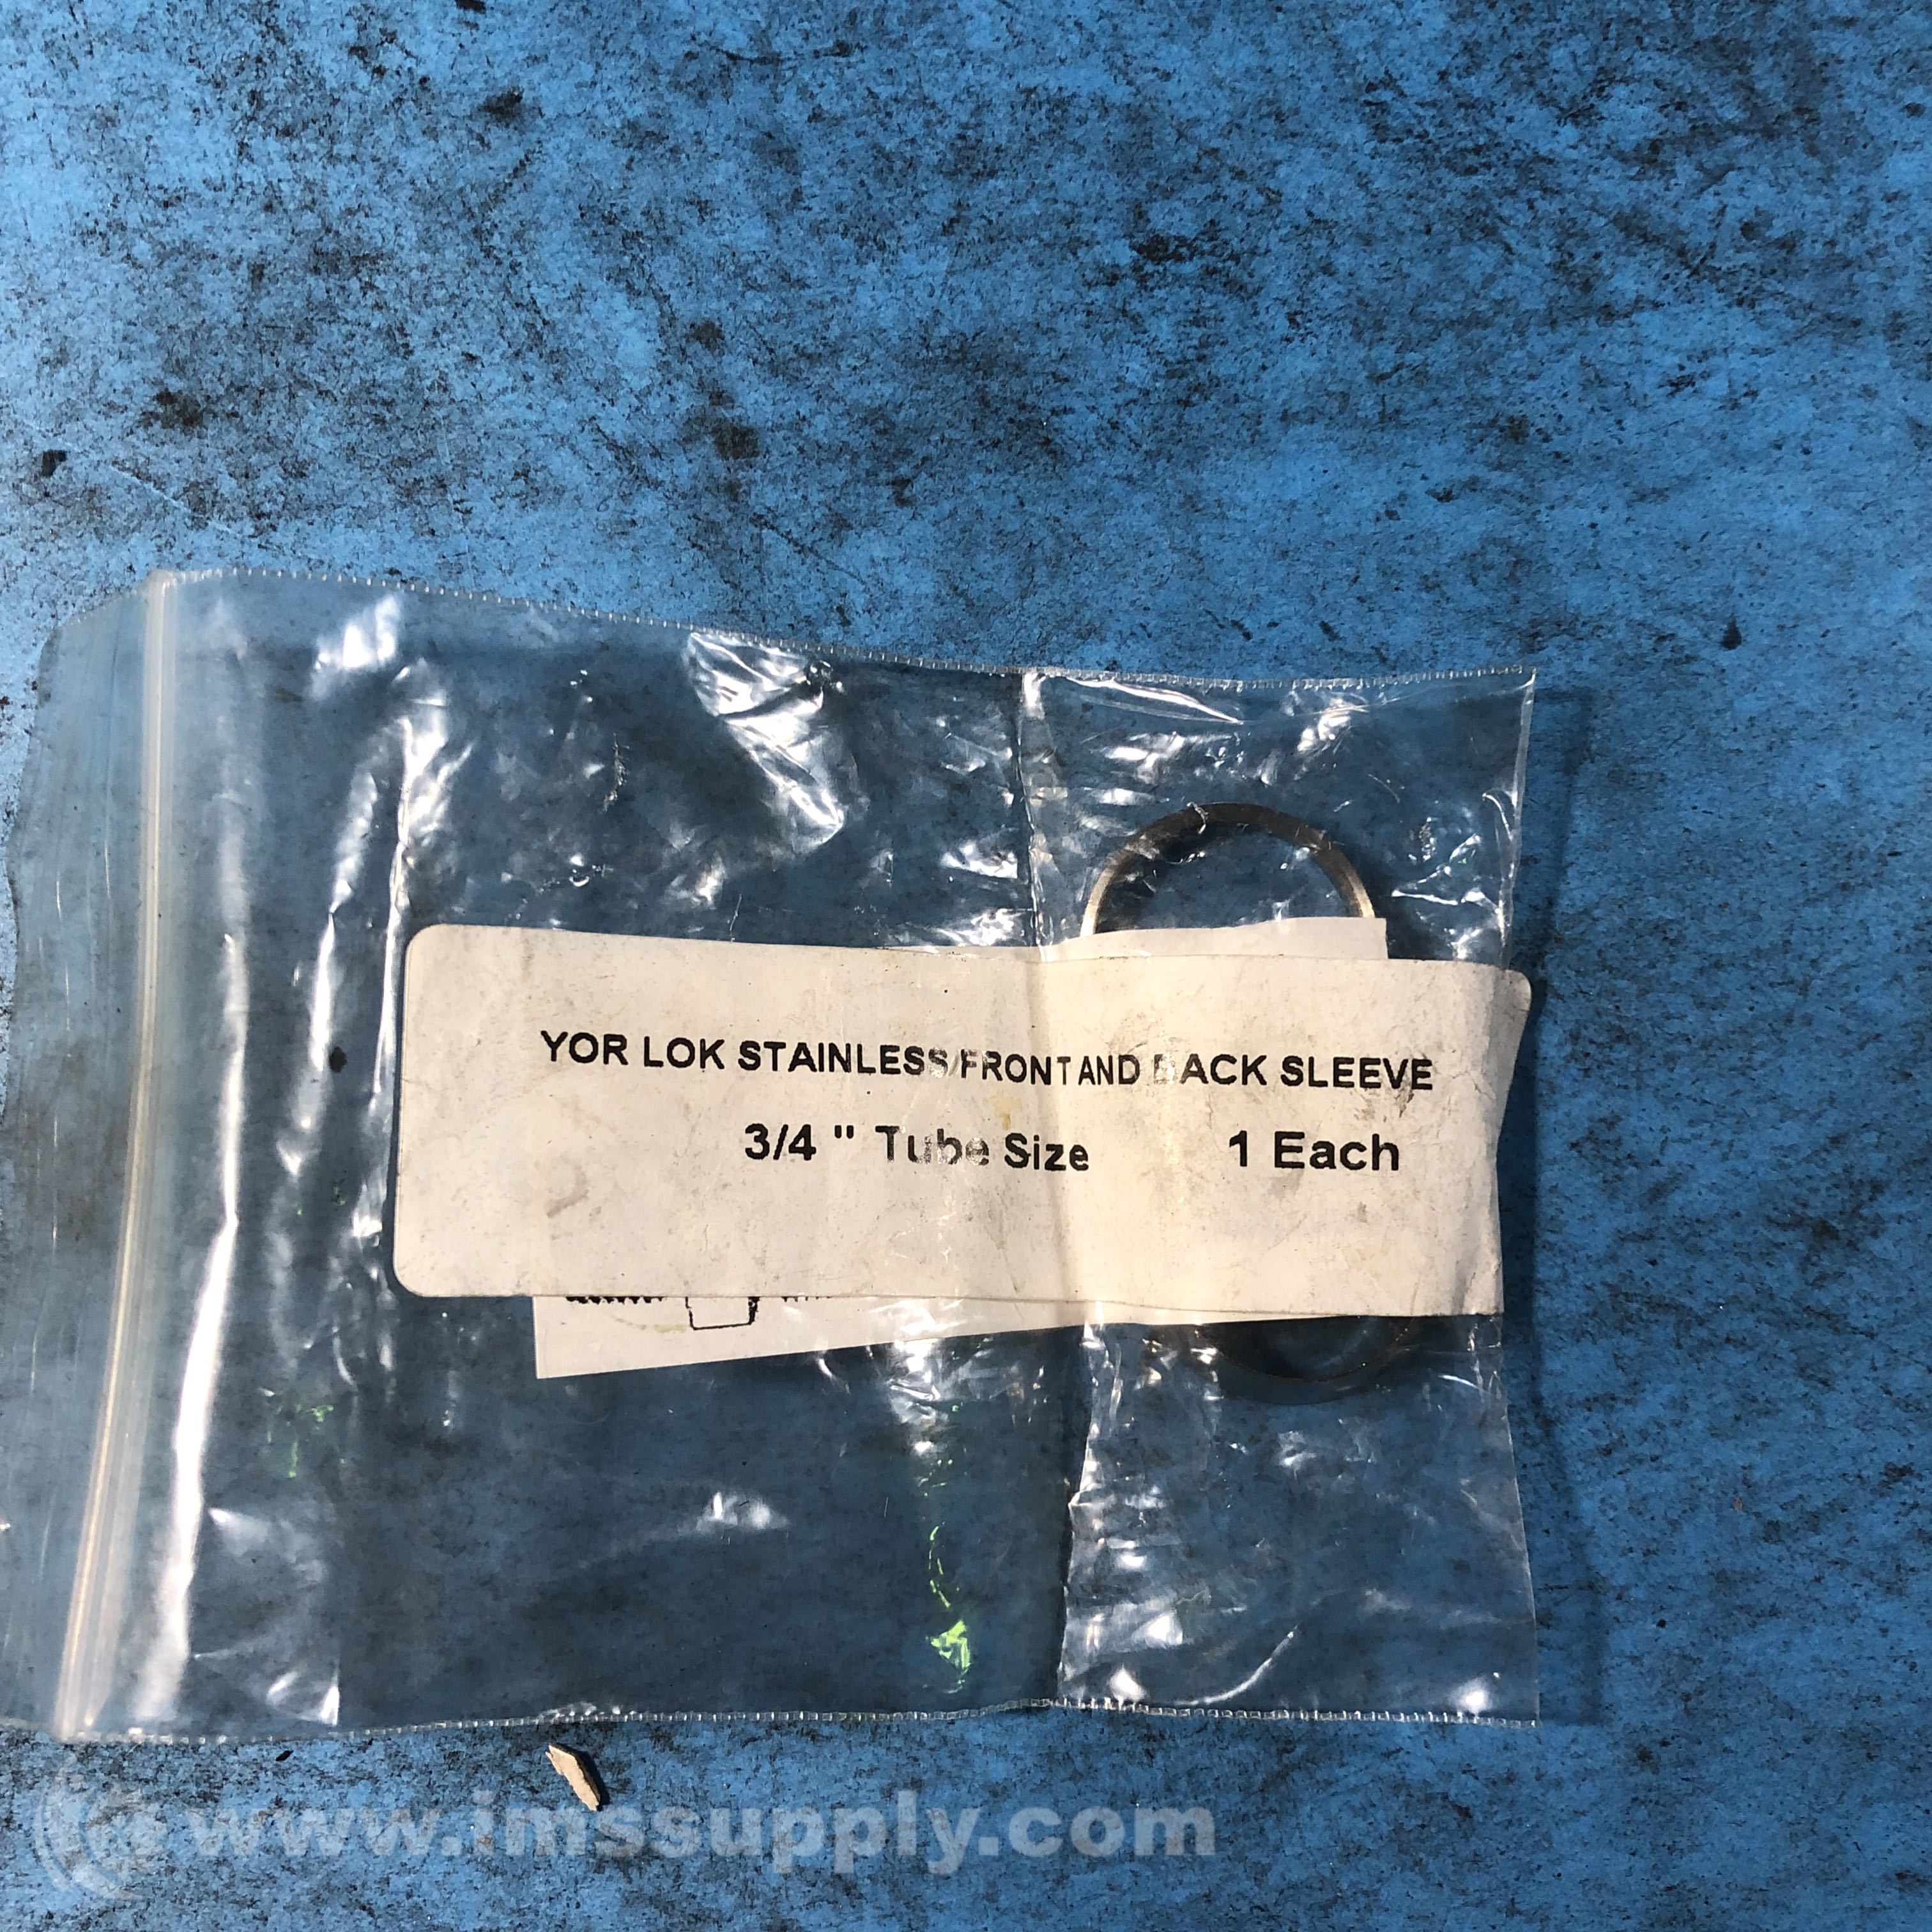 YOR LOK STAINLESS/FRONT AND BACK SLEEVE
3/4 " Tube Size 1 Each
www.imssupply.com